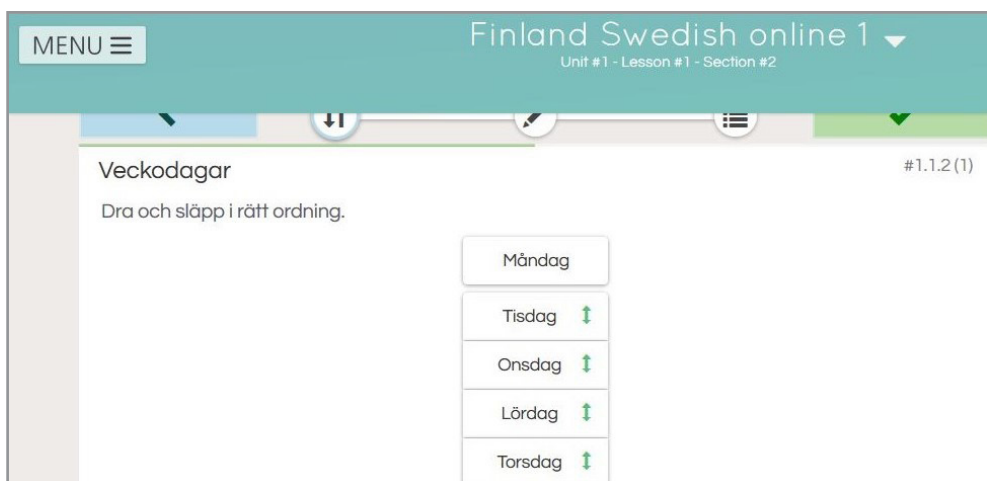 MENU
Finland Swedish online 1
Unit #1 - Lesson #1 - Section #2
Veckodagar
#1.1.2 (1)
Dra och släpp i rätt ordning.
Måndag
Tisdag
Onsdag
Lördag
Torsdag